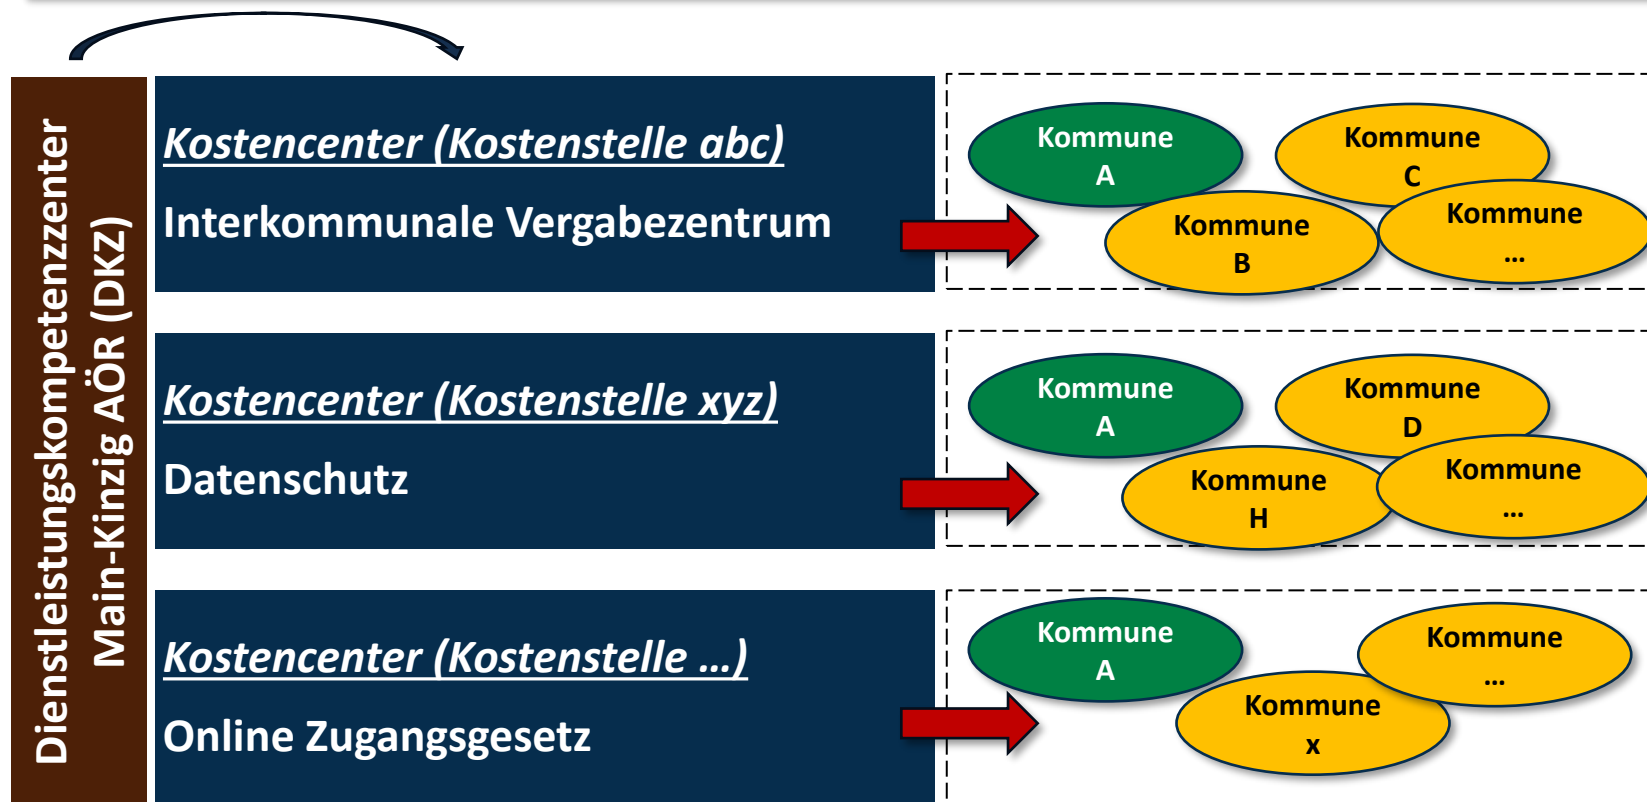 Dienstleistungskompetenzzenter
Main-Kinzig AÖR (DKZ)
Kostencenter (Kostenstelle abc)
Interkommunale Vergabezentrum
Kommune
A
Kommune
C
Kommune
B
Kommune
...
Kostencenter (Kostenstelle xyz)
Datenschutz
Kommune
A
Kommune
D
Kommune
H
Kommune
...
Kostencenter (Kostenstelle ...)
Online Zugangsgesetz
Kommune
A
Kommune
...
Kommune
x